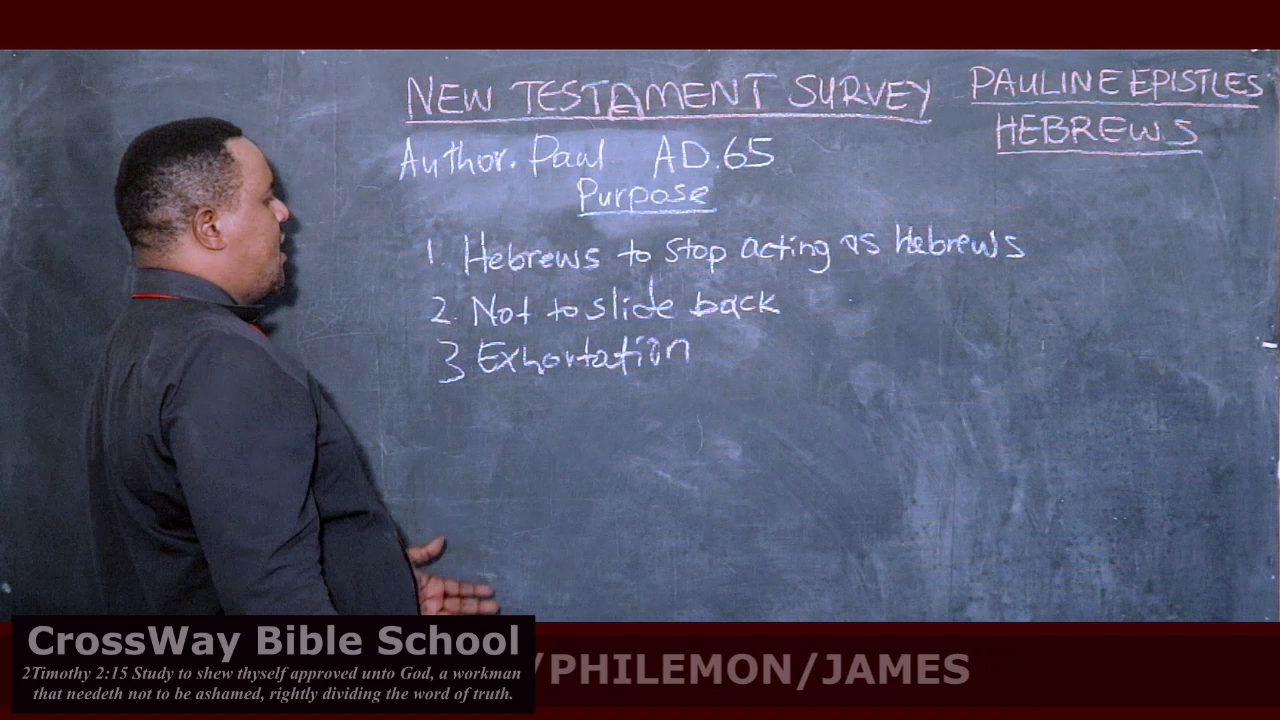 NEW TESTAMENT SURVEY
PAULINE EPISTLES
HEBREWS
Author. Paul AD.65
Purpose
1. Hebrews to stop acting as Hebrews
2. Not to slide back
3 Exhortation
CrossWay Bible School
2Timothy 2:15 Study to shew thyself approved unto God, a workman
that needeth not to be ashamed, rightly dividing the word of truth.
/PHILEMON/JAMES